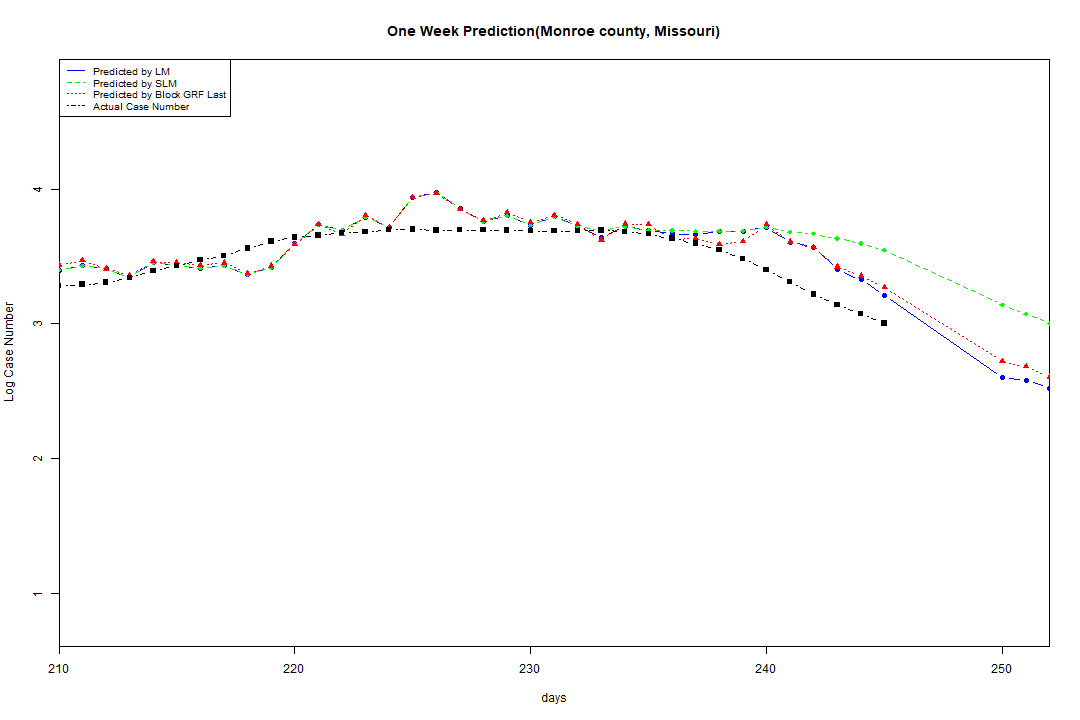 One Week Prediction(Monroe county, Missouri)
Predicted by LM
Predicted by SLM
Predicted by Block GRF Last
Actual Case Number
Log Case Number
4
3
2
1
210 220 230 240 250
days